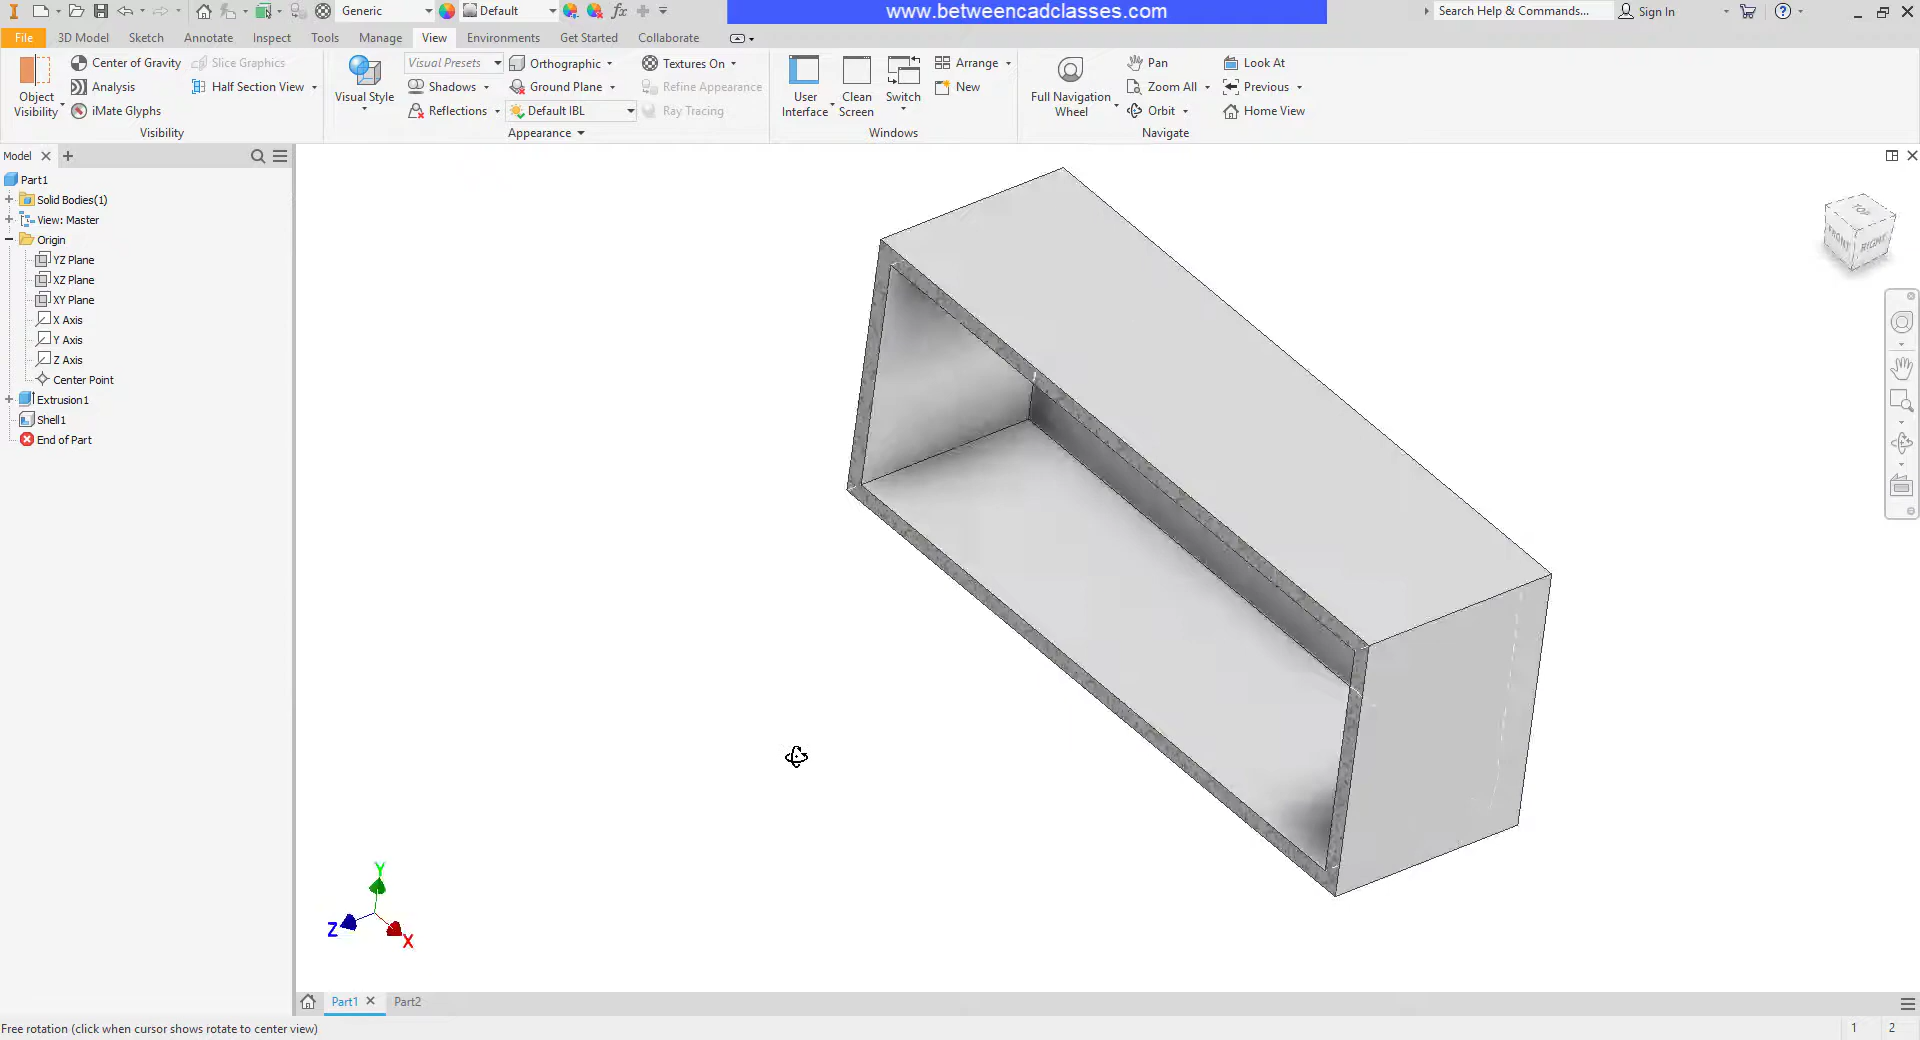 Generic
Default
fx
www.betweencadclasses.com
Search Help & Commands...
Sign In
File
3D Model
Sketch
Annotate
Inspect
Tools
Manage
View
Environments
Get Started
Collaborate
Object
Visibility
Center of Gravity
Analysis
iMate Glyphs
Slice Graphics
Half Section View
Visibility
Visual Style
Visual Presets
Shadows
Reflections
Orthographic
Ground Plane
Default IBL
Textures On
Refine Appearance
Ray Tracing
Appearance
User
Interface
Clean
Screen
Switch
Arrange
New
Windows
Full Navigation
Wheel
Pan
Zoom All
Orbit
Look At
Previous
Home View
Navigate
Model
Part1
Solid Bodies(1)
View: Master
Origin
YZ Plane
XZ Plane
XY Plane
X Axis
Y Axis
Z Axis
Center Point
Extrusion1
Shell1
End of Part
TOP
FRONT
RIGHT
Y
Z
X
Part1
Part2
Free rotation (click when cursor shows rotate to center view)
1
2